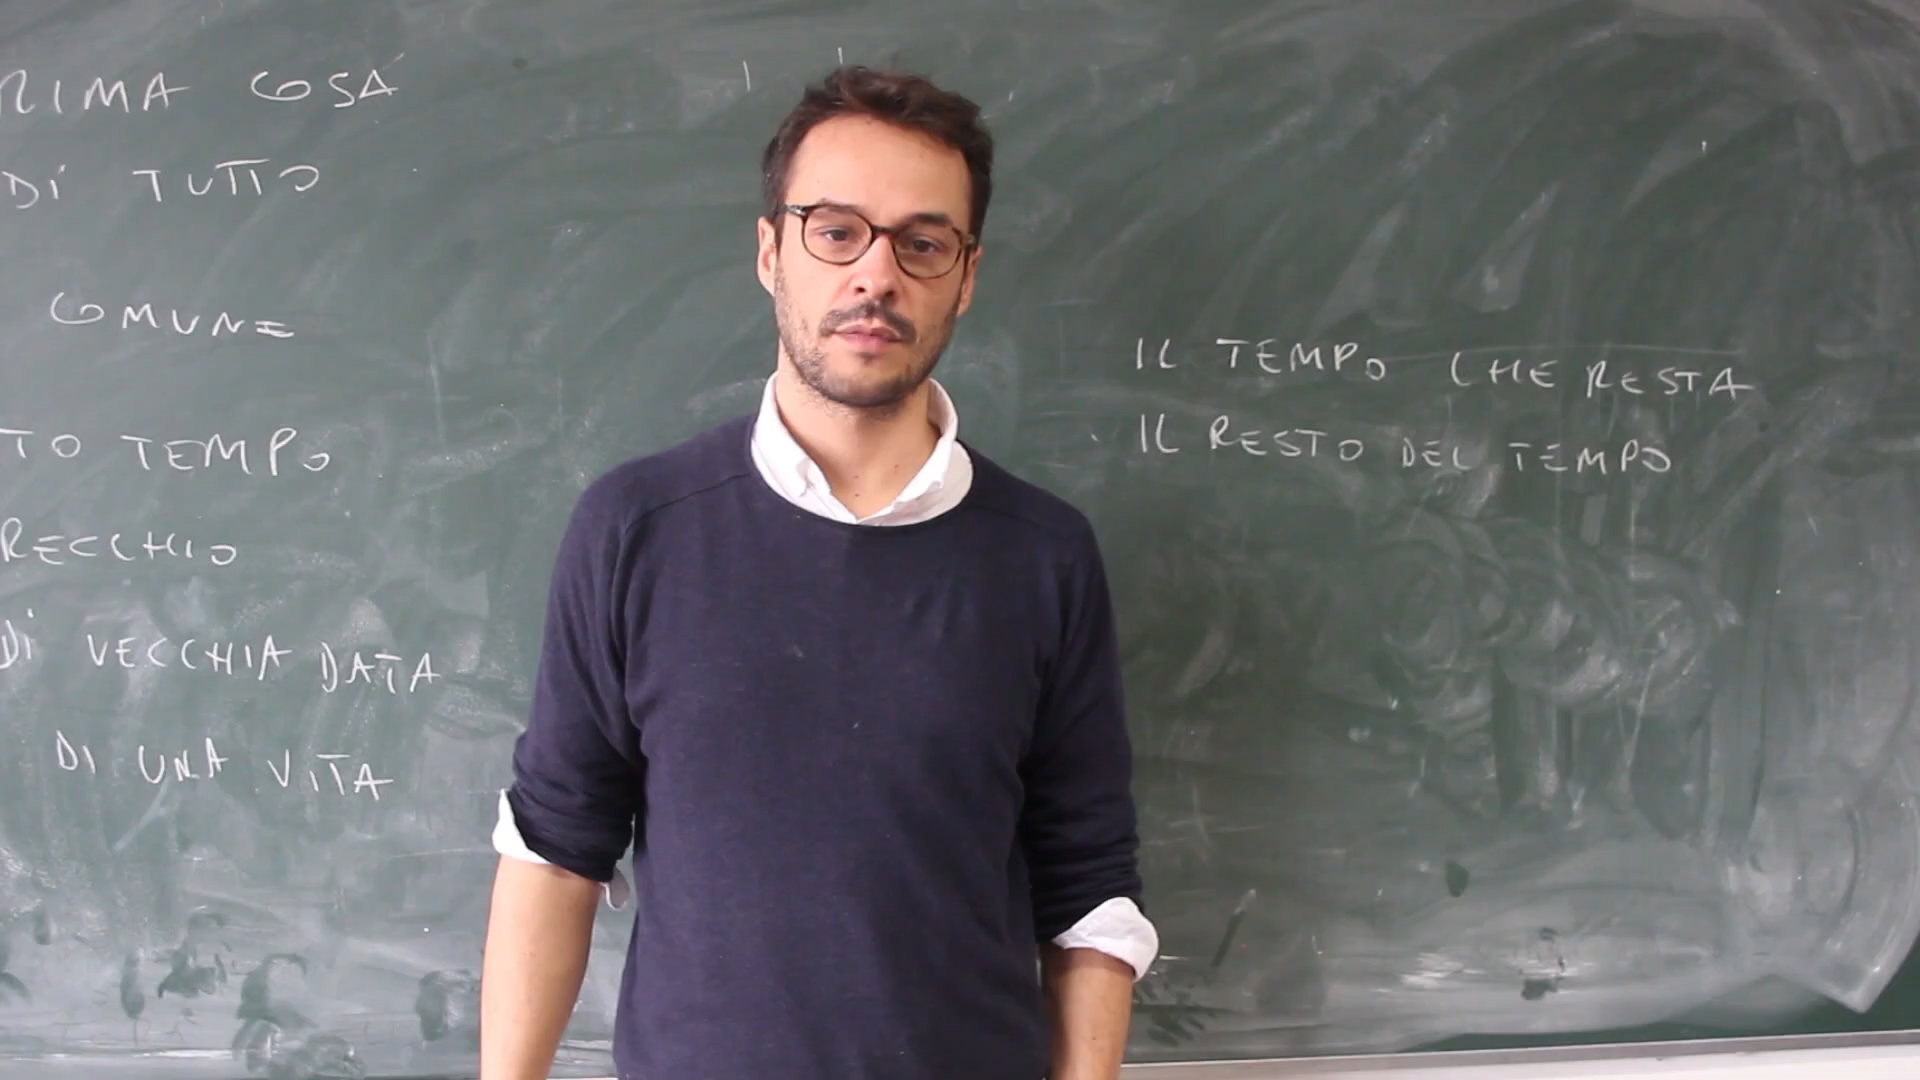 RIMA COSA
DI TUTTO
COMUNE
TO TEMPO
RECCHIO
DI VECCHIA DATA
DI UNA VITA
IL TEMPO CHE RESTA
IL RESTO DEL TEMPO